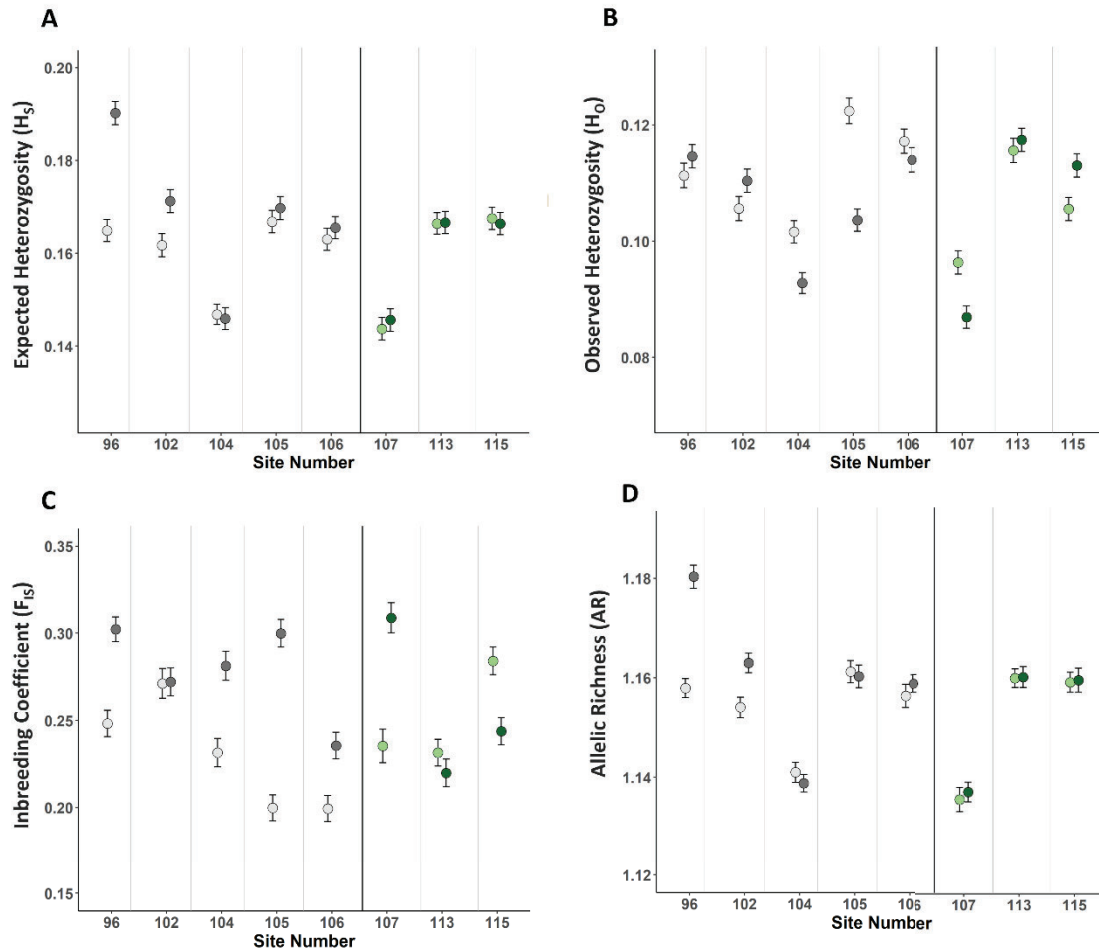 A
Expected Heterozygosity (HS)
0.20
0.18
0.16
0.14
96 102 104 105 106 107 113 115
Site Number
B
Observed Heterozygosity (HO)
0.12
0.10
0.08
96 102 104 105 106 107 113 115
Site Number
C
Inbreeding Coefficient (FIS)
0.35
0.30
0.25
0.20
0.15
96 102 104 105 106 107 113 115
Site Number
D
Allelic Richness (AR)
1.18
1.16
1.14
1.12
96 102 104 105 106 107 113 115
Site Number